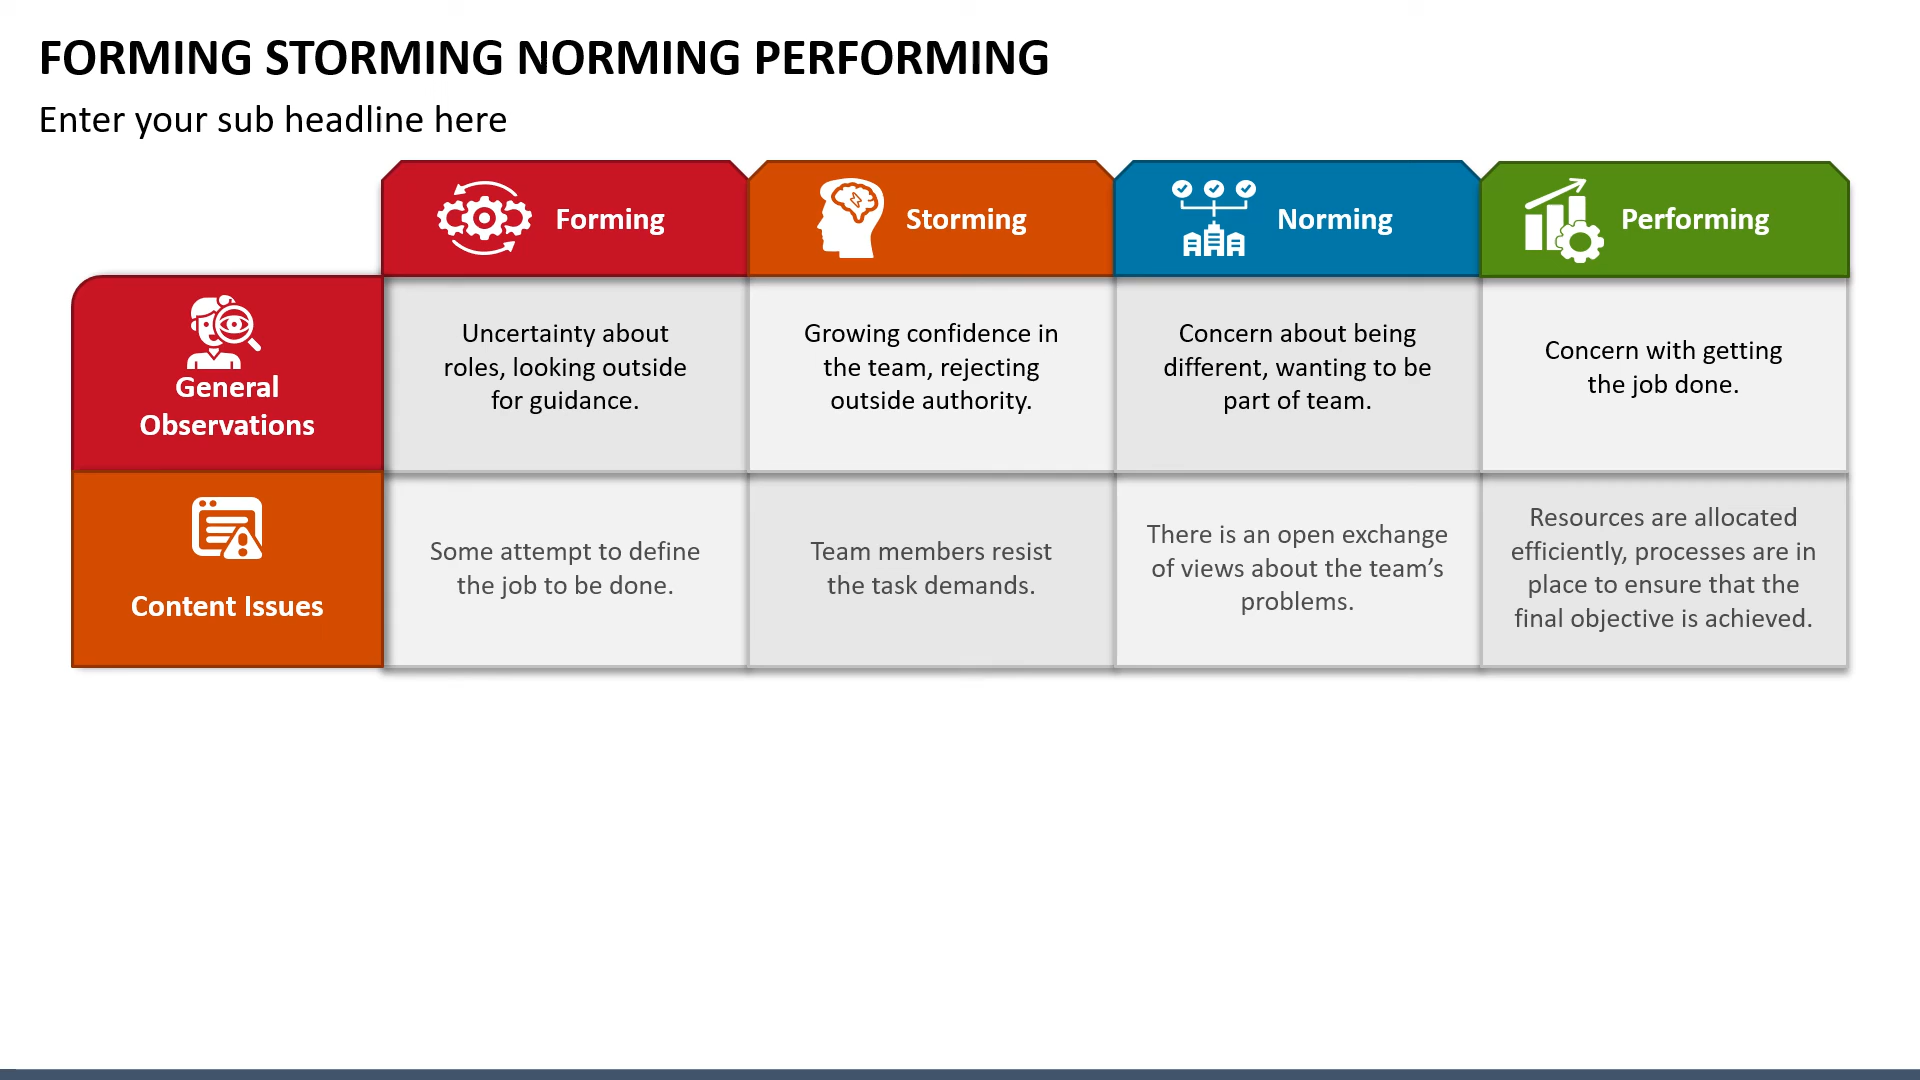 FORMING STORMING NORMING PERFORMING
Enter your sub headline here
Forming
Storming
Norming
Performing
General
Observations
Uncertainty about
roles, looking outside
for guidance.
Growing confidence in
the team, rejecting
outside authority.
Concern about being
different, wanting to be
part of team.
Concern with getting
the job done.
Content Issues
Some attempt to define
the job to be done.
Team members resist
the task demands.
There is an open exchange
of views about the team’s
problems.
Resources are allocated
efficiently, processes are in
place to ensure that the
final objective is achieved.